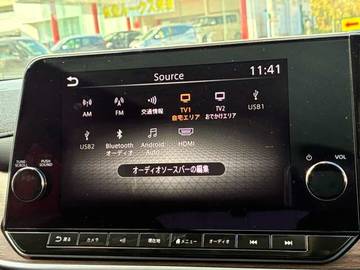 Source
11:41
AM
FM
交通情報
TV1
自宅エリア
TV2
おでかけエリア
USB1
USB2
Bluetooth
オーディオ
Android
Auto
HDMI
オーディオソースバーの編集
TUNE
SCROLL
PUSH
SOUND
VOL
戻る
カメラ
現在地
メニュー
オーディオ